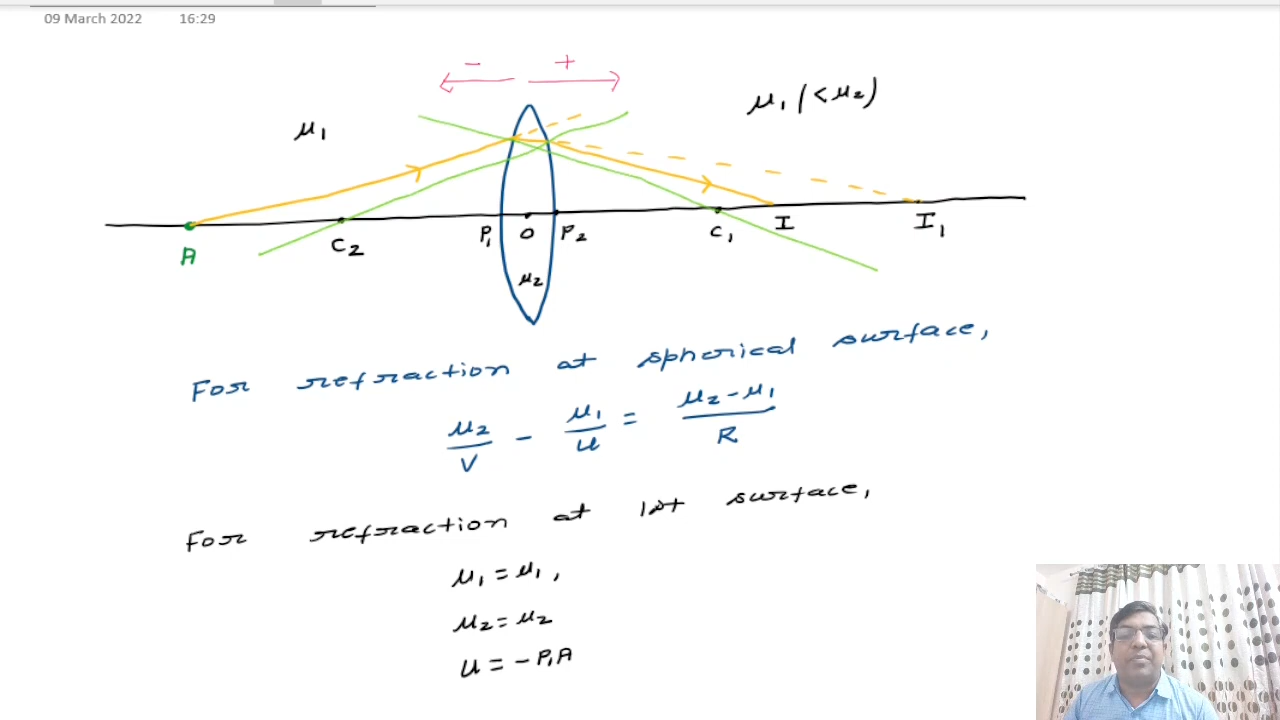 09 March 2022 16:29
- +
μ₁ μ₁ (<μ₂)
A C₂ P₁ O P₂ C₁ I I₁
μ₂
For refraction at spherical surface,
μ₂/V - μ₁/u = μ₂-μ₁/R
For refraction at 1st surface,
μ₁ = μ₁,
μ₂ = μ₂
u = - P₁A